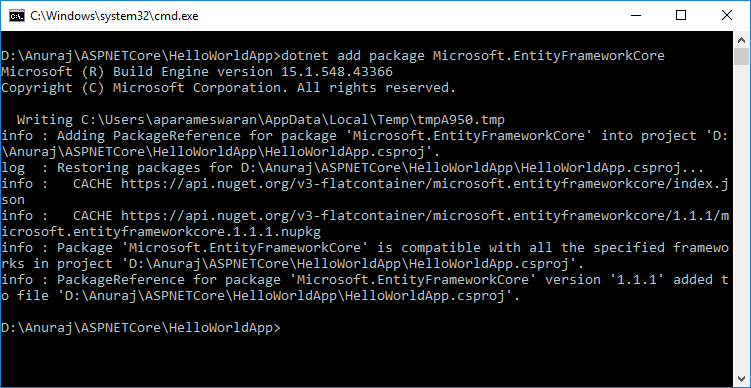 C:\Windows\system32\cmd.exe
D:\Anuraj\ASPNETCore\HelloWorldApp>dotnet add package Microsoft.EntityFrameworkCore
Microsoft (R) Build Engine version 15.1.548.43366
Copyright (C) Microsoft Corporation. All rights reserved.
  Writing C:\Users\aparameswaran\AppData\Local\Temp\tmpA950.tmp
info : Adding PackageReference for package 'Microsoft.EntityFrameworkCore' into project 'D:
\Anuraj\ASPNETCore\HelloWorldApp\HelloWorldApp.csproj'.
log  : Restoring packages for D:\Anuraj\ASPNETCore\HelloWorldApp\HelloWorldApp.csproj...
info :   CACHE https://api.nuget.org/v3-flatcontainer/microsoft.entityframeworkcore/index.j
son
info :   CACHE https://api.nuget.org/v3-flatcontainer/microsoft.entityframeworkcore/1.1.1/m
icrosoft.entityframeworkcore.1.1.1.nupkg
info : Package 'Microsoft.EntityFrameworkCore' is compatible with all the specified framewo
rks in project 'D:\Anuraj\ASPNETCore\HelloWorldApp\HelloWorldApp.csproj'.
info : PackageReference for package 'Microsoft.EntityFrameworkCore' version '1.1.1' added t
o file 'D:\Anuraj\ASPNETCore\HelloWorldApp\HelloWorldApp.csproj'.
D:\Anuraj\ASPNETCore\HelloWorldApp>